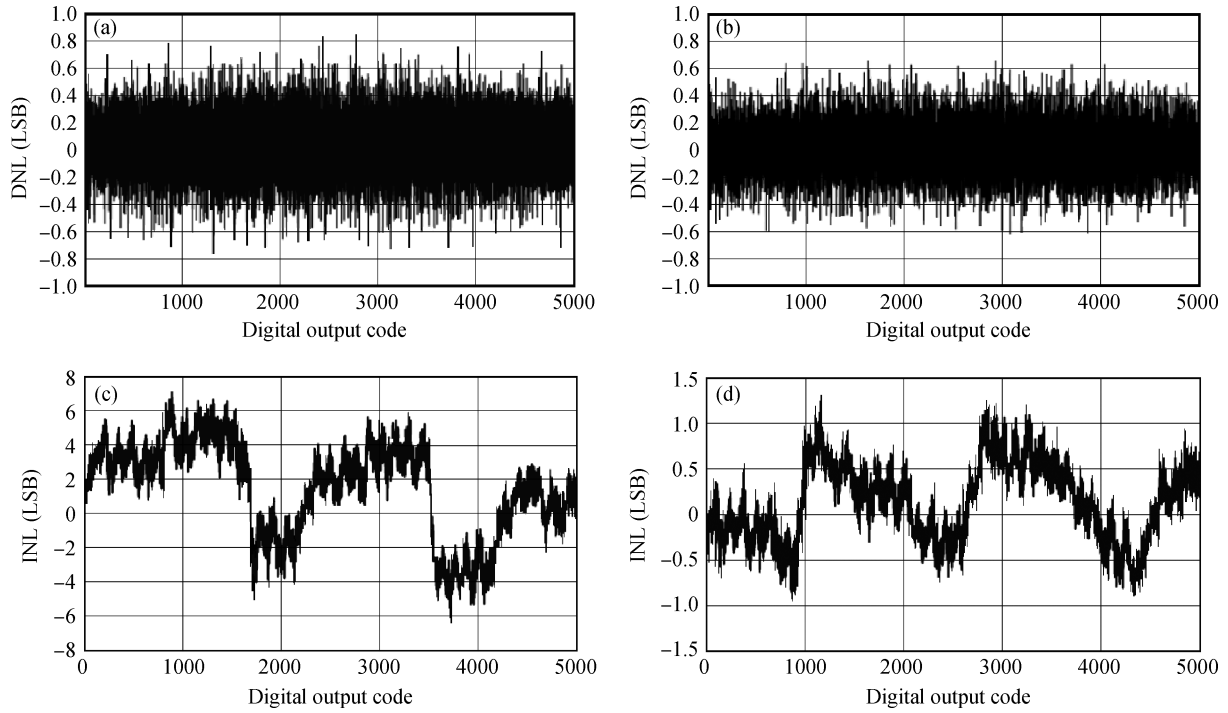 (a)
DNL (LSB)
1.0
0.8
0.6
0.4
0.2
0
−0.2
−0.4
−0.6
−0.8
−1.0
1000 2000 3000 4000 5000
Digital output code
(b)
DNL (LSB)
1.0
0.8
0.6
0.4
0.2
0
−0.2
−0.4
−0.6
−0.8
−1.0
1000 2000 3000 4000 5000
Digital output code
(c)
INL (LSB)
8
6
4
2
0
−2
−4
−6
−8
0 1000 2000 3000 4000 5000
Digital output code
(d)
INL (LSB)
1.5
1.0
0.5
0
−0.5
−1.0
−1.5
0 1000 2000 3000 4000 5000
Digital output code